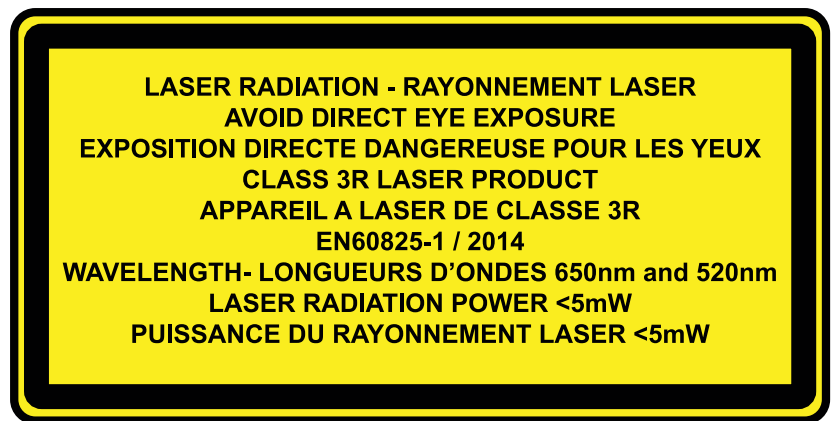 LASER RADIATION - RAYONNEMENT LASER
AVOID DIRECT EYE EXPOSURE
EXPOSITION DIRECTE DANGEREUSE POUR LES YEUX
CLASS 3R LASER PRODUCT
APPAREIL A LASER DE CLASSE 3R
EN60825-1 / 2014
WAVELENGTH- LONGUEURS D'ONDES 650nm and 520nm
LASER RADIATION POWER <5mW
PUISSANCE DU RAYONNEMENT LASER <5mW